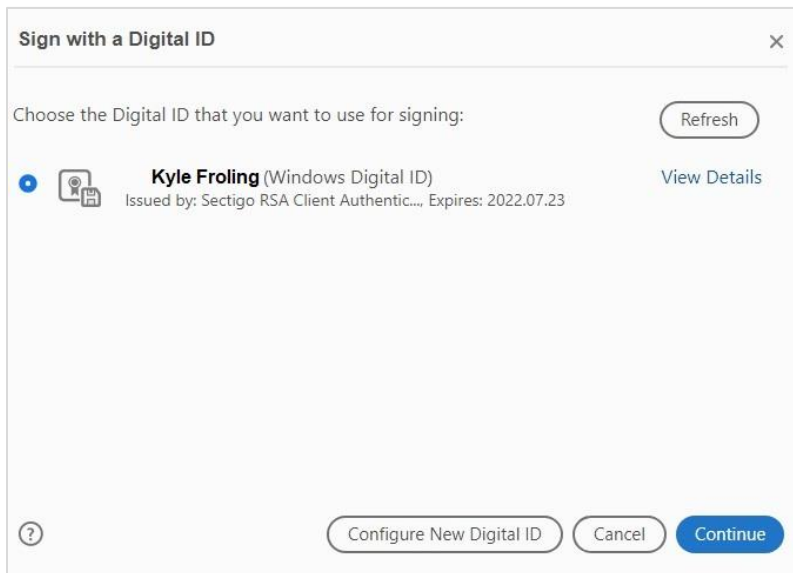 Sign with a Digital ID
Choose the Digital ID that you want to use for signing:
Refresh
Kyle Froling (Windows Digital ID)
View Details
Issued by: Sectigo RSA Client Authentic..., Expires: 2022.07.23
?
Configure New Digital ID
Cancel
Continue